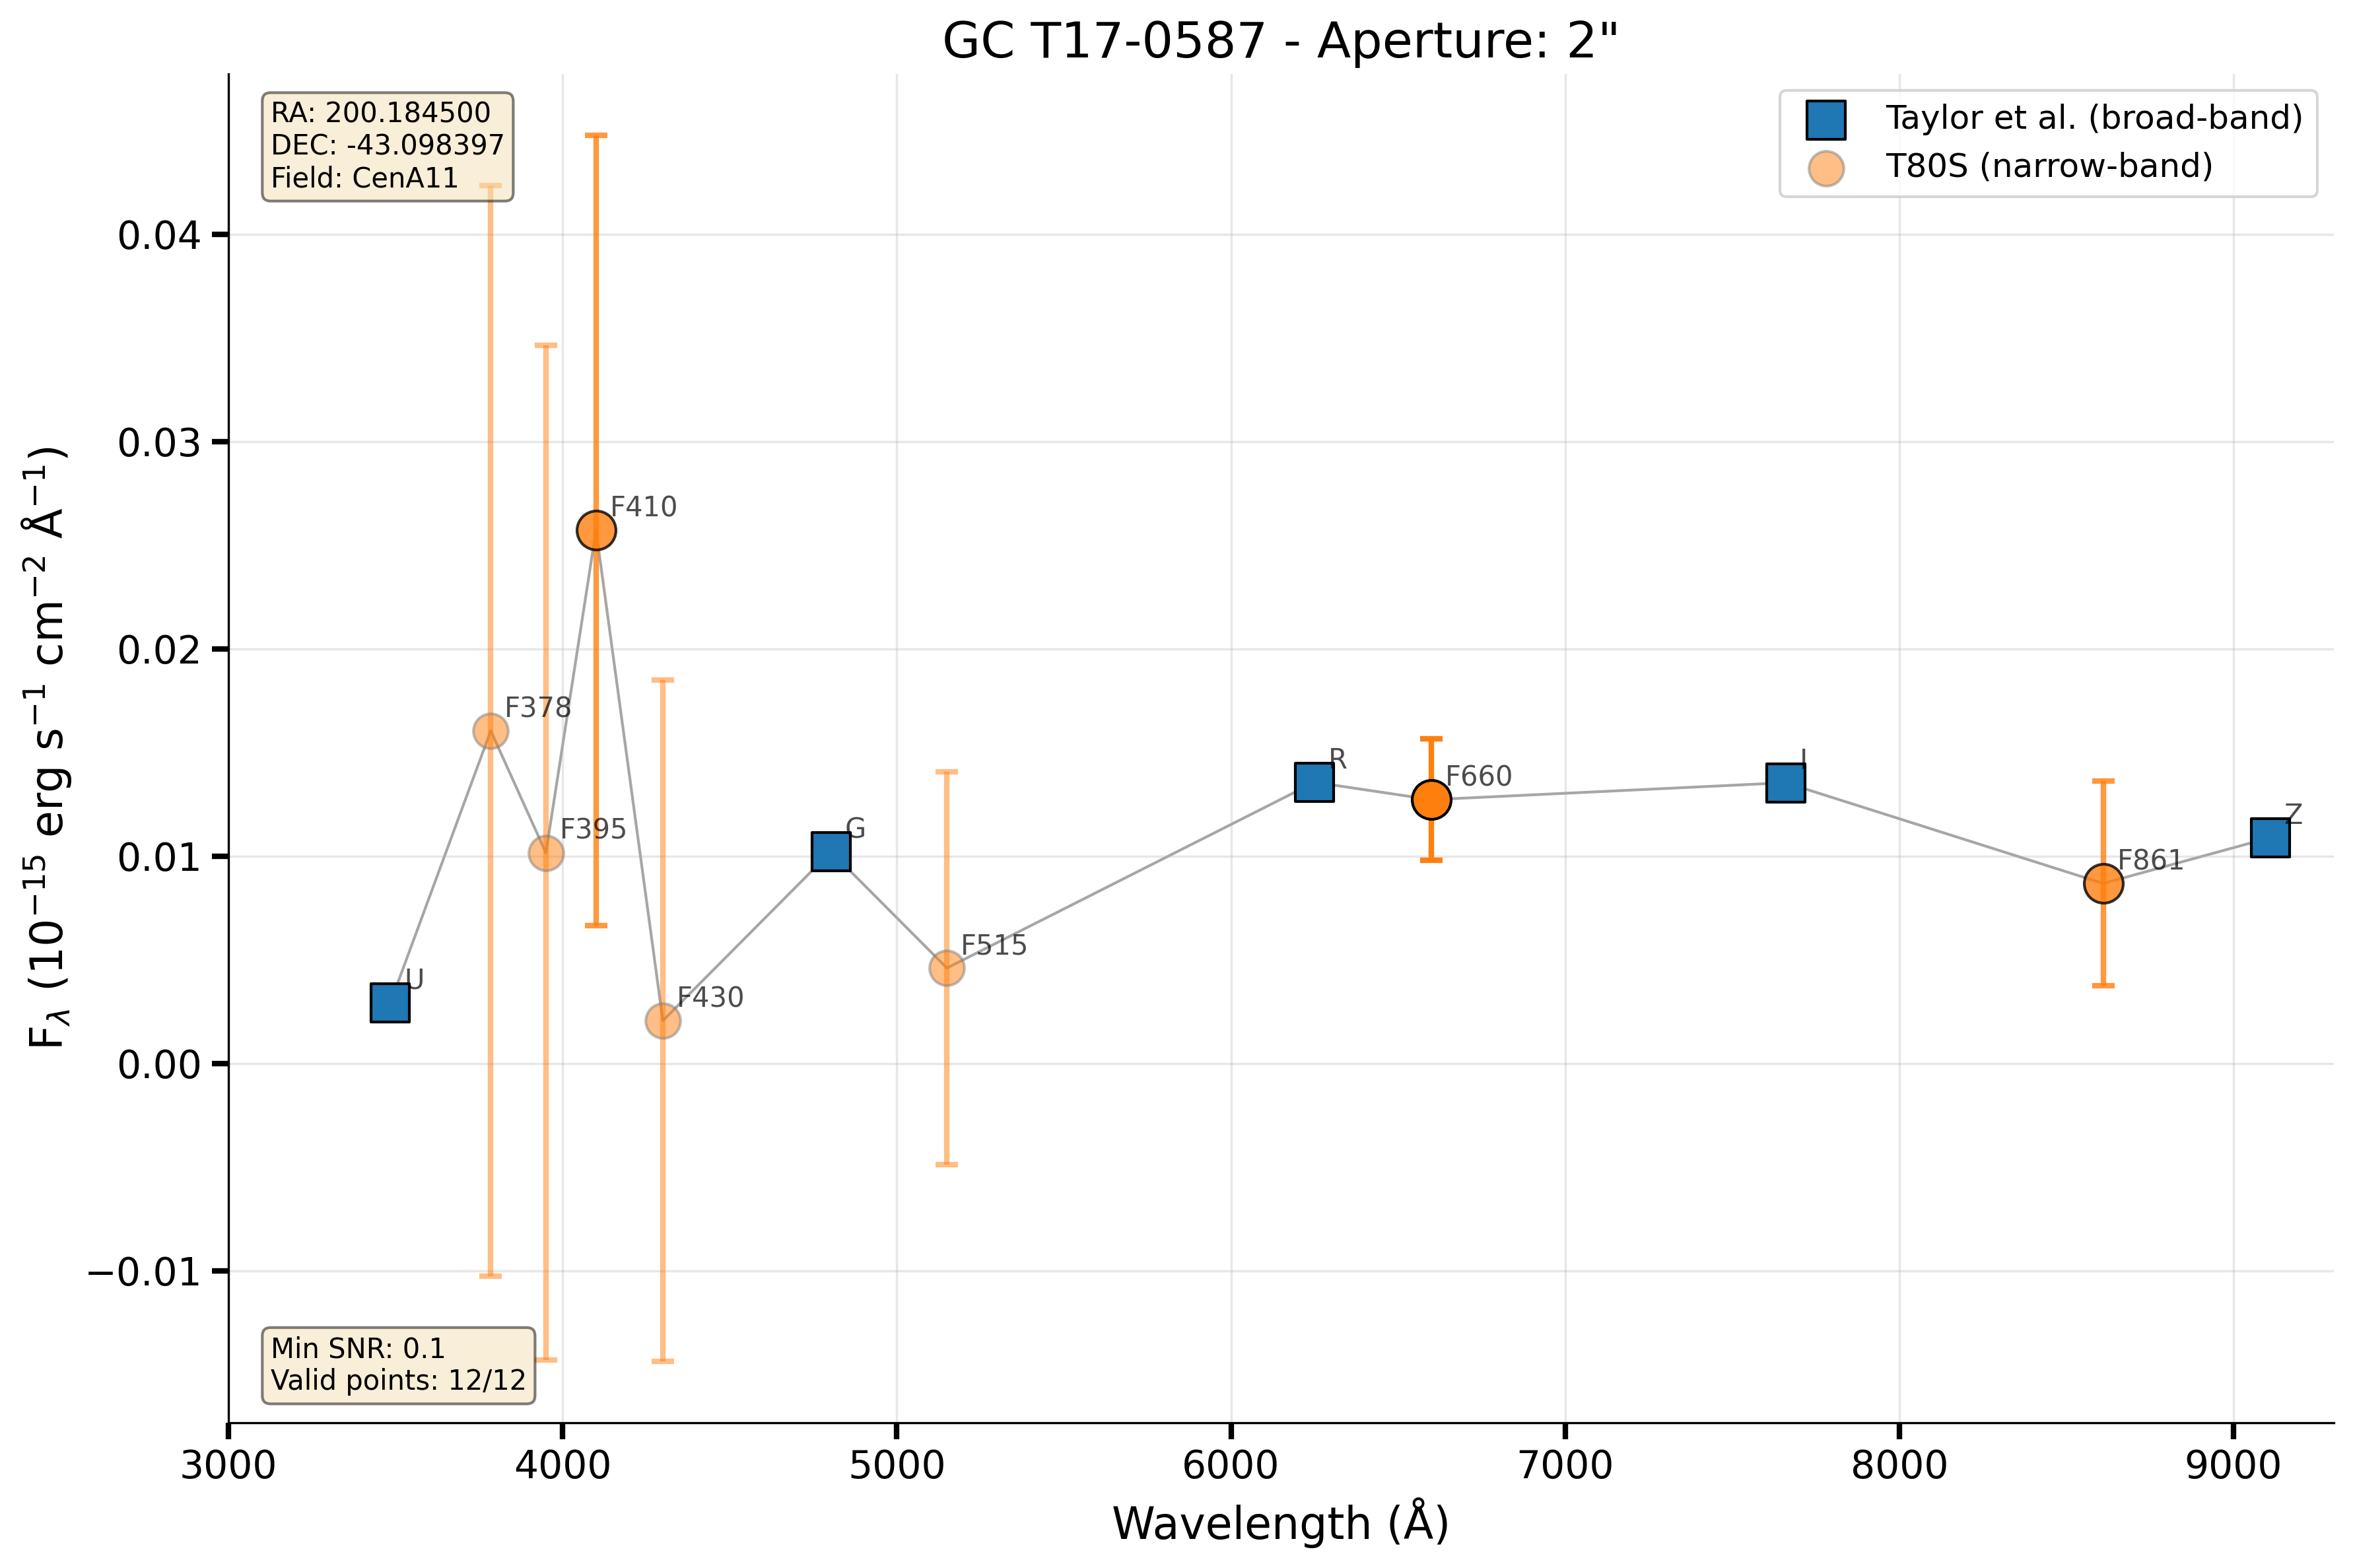 GC T17-0587 - Aperture: 2"
RA: 200.184500
DEC: -43.098397
Field: CenA11
Taylor et al. (broad-band)
T80S (narrow-band)
0.04
0.03
0.02
0.01
0.00
−0.01
F_λ (10⁻¹⁵ erg s⁻¹ cm⁻² Å⁻¹)
U
F378
F395
F410
F430
G
F515
R
F660
I
F861
Z
Min SNR: 0.1
Valid points: 12/12
3000 4000 5000 6000 7000 8000 9000
Wavelength (Å)